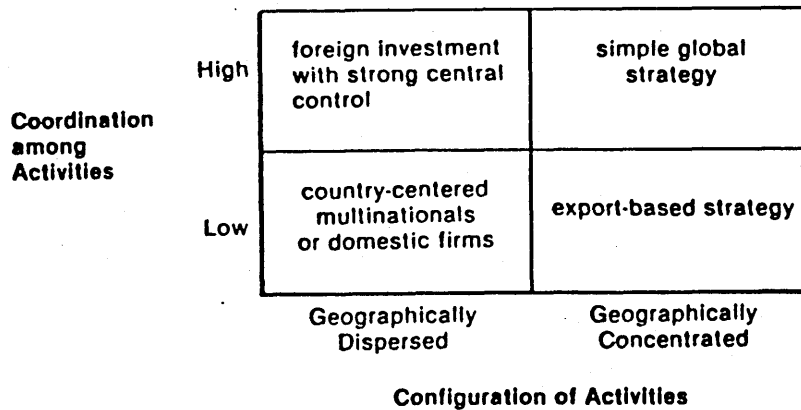 High
foreign investment
with strong central
control
simple global
strategy
Coordination
among
Activities
Low
country-centered
multinationals
or domestic firms
export-based strategy
Geographically
Dispersed
Geographically
Concentrated
Configuration of Activities